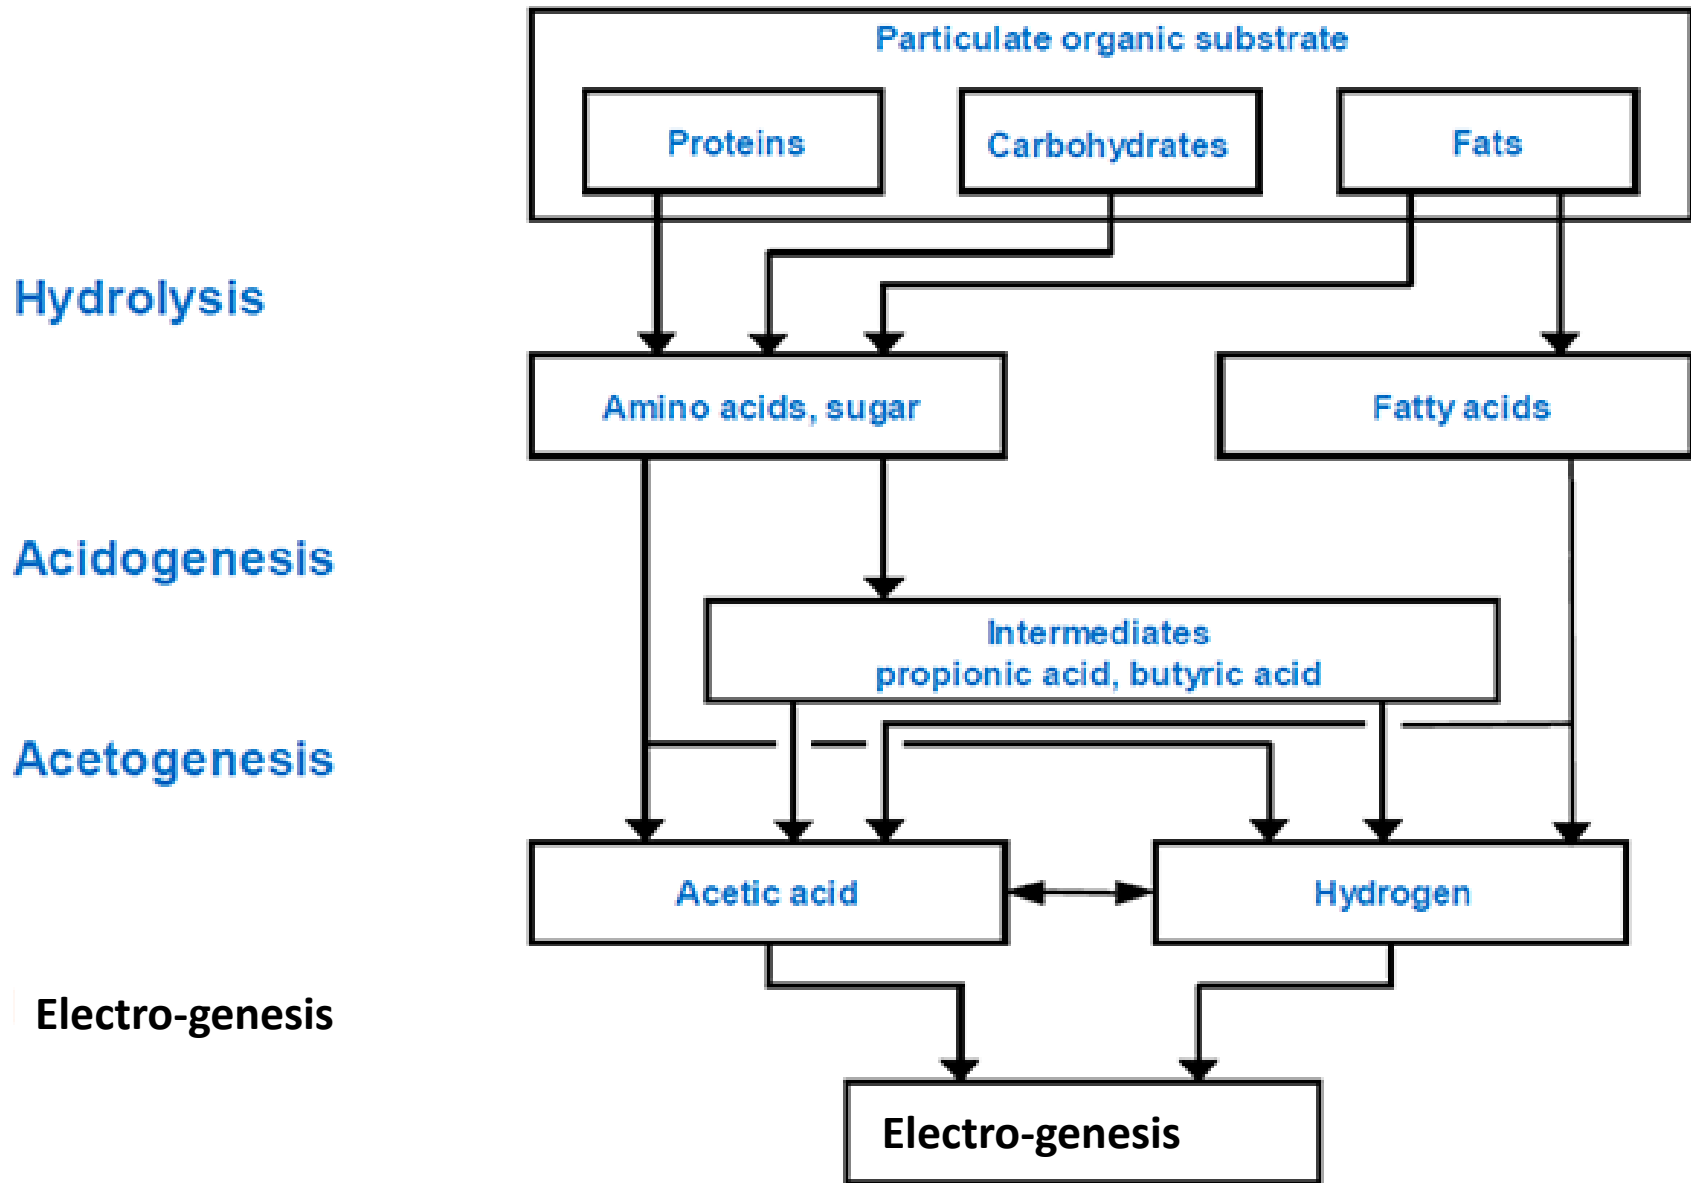 Particulate organic substrate
Proteins
Carbohydrates
Fats
Hydrolysis
Amino acids, sugar
Fatty acids
Acidogenesis
Intermediates
propionic acid, butyric acid
Acetogenesis
Acetic acid
Hydrogen
Electro-genesis
Electro-genesis